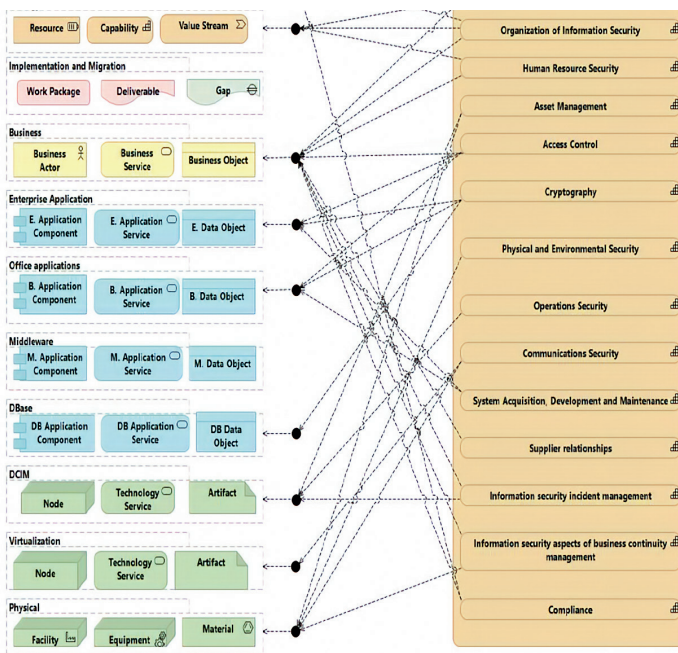 Resource
Capability
Value Stream
Implementation and Migration
Work Package
Deliverable
Gap
Business
Business
Actor
Business
Service
Business Object
Enterprise Application
E. Application
Component
E. Application
Service
E. Data Object
Office applications
B. Application
Component
B. Application
Service
B. Data Object
Middleware
M. Application
Component
M. Application
Service
M. Data Object
DBase
DB Application
Component
DB Application
Service
DB Data
Object
DCIM
Node
Technology
Service
Artifact
Virtualization
Node
Technology
Service
Artifact
Physical
Facility
Equipment
Material
Organization of Information Security
Human Resource Security
Asset Management
Access Control
Cryptography
Physical and Environmental Security
Operations Security
Communications Security
System Acquisition, Development and Maintenance
Supplier relationships
Information security incident management
Information security aspects of business continuity
management
Compliance